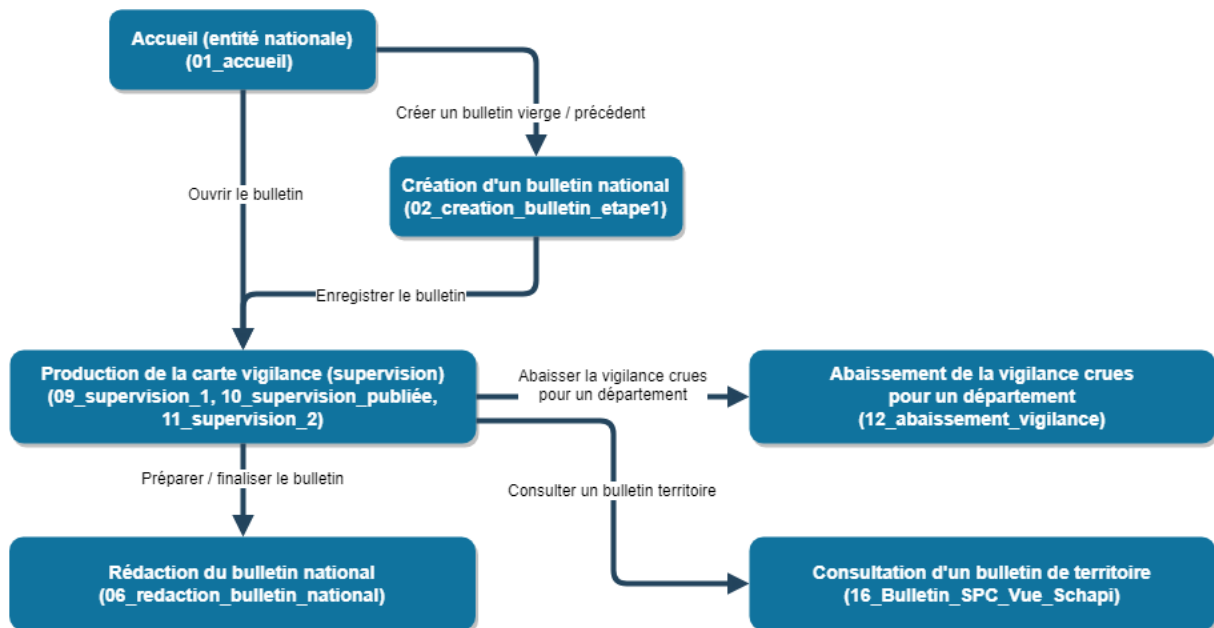 Accueil (entité nationale)
(01_accueil)
Créer un bulletin vierge / précédent
Ouvrir le bulletin
Création d'un bulletin national
(02_creation_bulletin_etape1)
Enregistrer le bulletin
Production de la carte vigilance (supervision)
(09_supervision_1, 10_supervision_publiée,
11_supervision_2)
Abaisser la vigilance crues
pour un département
Abaissement de la vigilance crues
pour un département
(12_abaissement_vigilance)
Préparer / finaliser le bulletin
Consulter un bulletin territoire
Rédaction du bulletin national
(06_redaction_bulletin_national)
Consultation d'un bulletin de territoire
(16_Bulletin_SPC_Vue_Schapi)